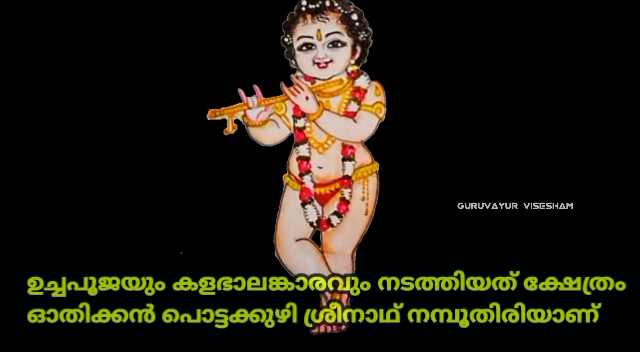 GURUVAYUR VISESHAM
ഉച്ചപൂജയും കളഭാലങ്കാരവും നടത്തിയത് ക്ഷേത്രം
ഓതിക്കൻ പൊട്ടക്കുഴി ശ്രീനാഥ് നമ്പൂതിരിയാണ്